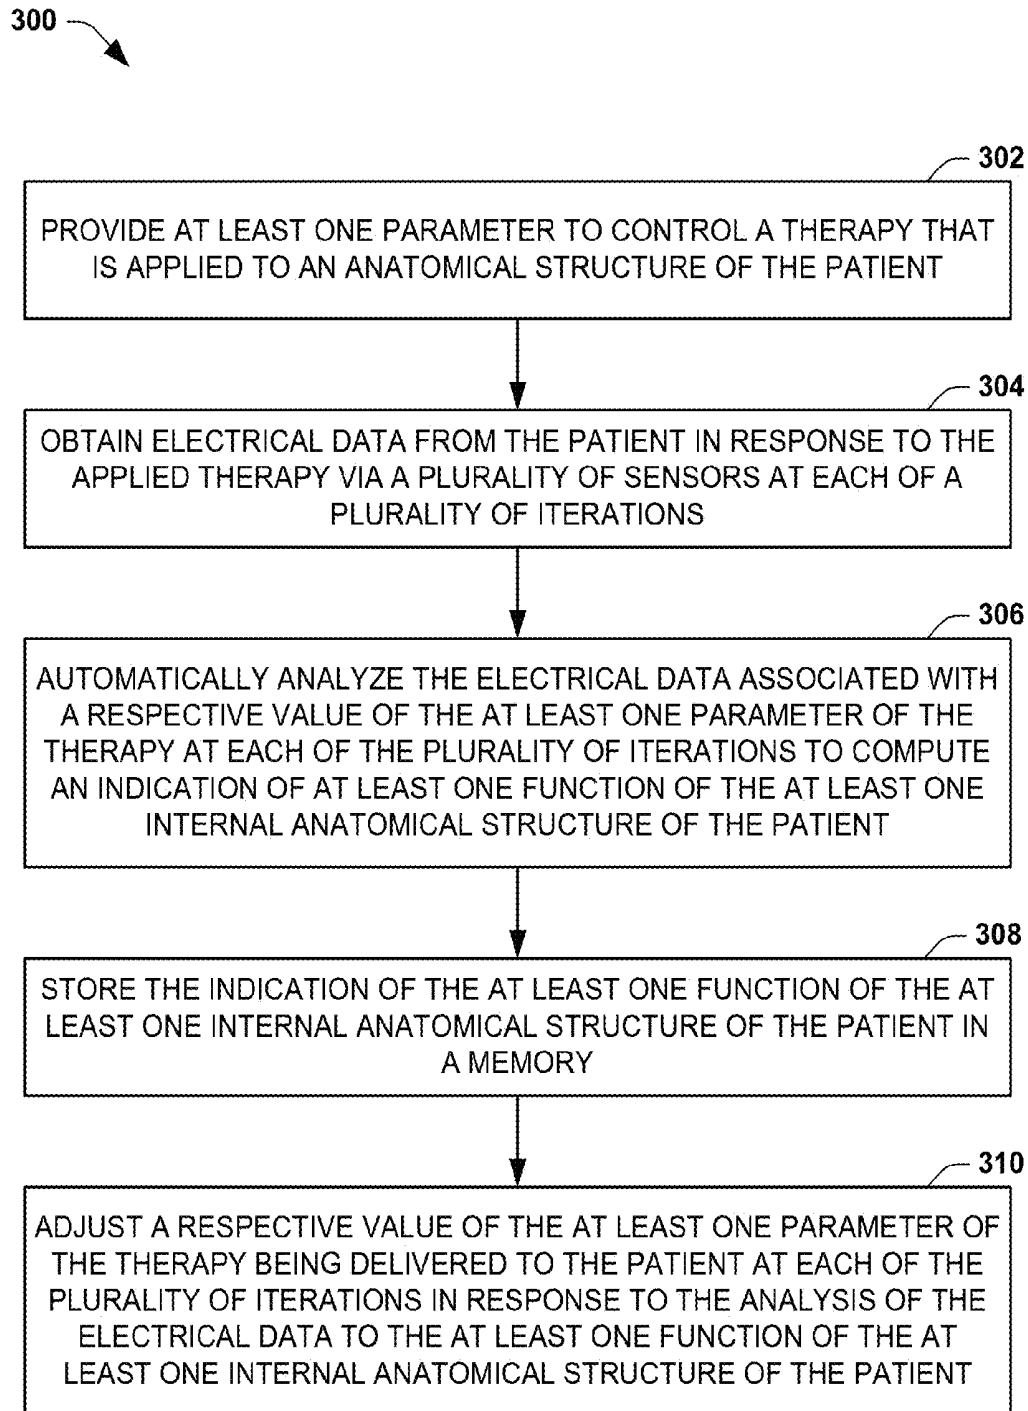 300
302
PROVIDE AT LEAST ONE PARAMETER TO CONTROL A THERAPY THAT
IS APPLIED TO AN ANATOMICAL STRUCTURE OF THE PATIENT
304
OBTAIN ELECTRICAL DATA FROM THE PATIENT IN RESPONSE TO THE
APPLIED THERAPY VIA A PLURALITY OF SENSORS AT EACH OF A
PLURALITY OF ITERATIONS
306
AUTOMATICALLY ANALYZE THE ELECTRICAL DATA ASSOCIATED WITH
A RESPECTIVE VALUE OF THE AT LEAST ONE PARAMETER OF THE
THERAPY AT EACH OF THE PLURALITY OF ITERATIONS TO COMPUTE
AN INDICATION OF AT LEAST ONE FUNCTION OF THE AT LEAST ONE
INTERNAL ANATOMICAL STRUCTURE OF THE PATIENT
308
STORE THE INDICATION OF THE AT LEAST ONE FUNCTION OF THE AT
LEAST ONE INTERNAL ANATOMICAL STRUCTURE OF THE PATIENT IN
A MEMORY
310
ADJUST A RESPECTIVE VALUE OF THE AT LEAST ONE PARAMETER OF
THE THERAPY BEING DELIVERED TO THE PATIENT AT EACH OF THE
PLURALITY OF ITERATIONS IN RESPONSE TO THE ANALYSIS OF THE
ELECTRICAL DATA TO THE AT LEAST ONE FUNCTION OF THE AT
LEAST ONE INTERNAL ANATOMICAL STRUCTURE OF THE PATIENT